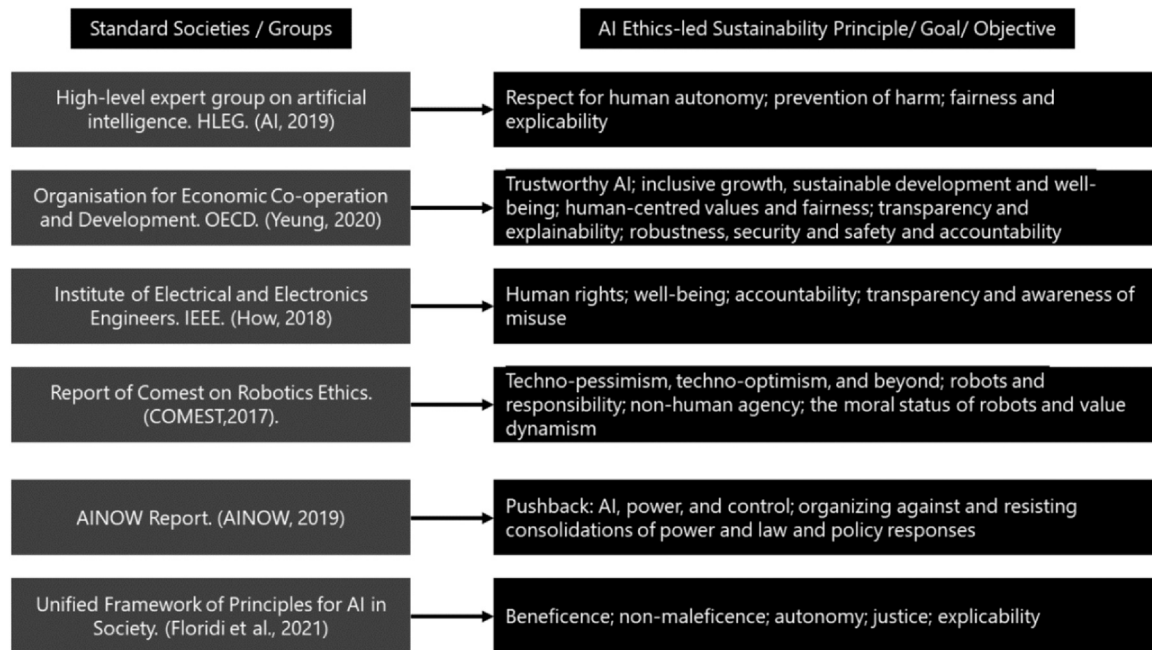 Standard Societies / Groups
AI Ethics-led Sustainability Principle/ Goal/ Objective
High-level expert group on artificial
intelligence. HLEG. (AI, 2019)
Respect for human autonomy; prevention of harm; fairness and
explicability
Organisation for Economic Co-operation
and Development. OECD. (Yeung, 2020)
Trustworthy AI; inclusive growth, sustainable development and well-
being; human-centred values and fairness; transparency and
explainability; robustness, security and safety and accountability
Institute of Electrical and Electronics
Engineers. IEEE. (How, 2018)
Human rights; well-being; accountability; transparency and awareness of
misuse
Report of Comest on Robotics Ethics.
(COMEST,2017).
Techno-pessimism, techno-optimism, and beyond; robots and
responsibility; non-human agency; the moral status of robots and value
dynamism
AINOW Report. (AINOW, 2019)
Pushback: AI, power, and control; organizing against and resisting
consolidations of power and law and policy responses
Unified Framework of Principles for AI in
Society. (Floridi et al., 2021)
Beneficence; non-maleficence; autonomy; justice; explicability